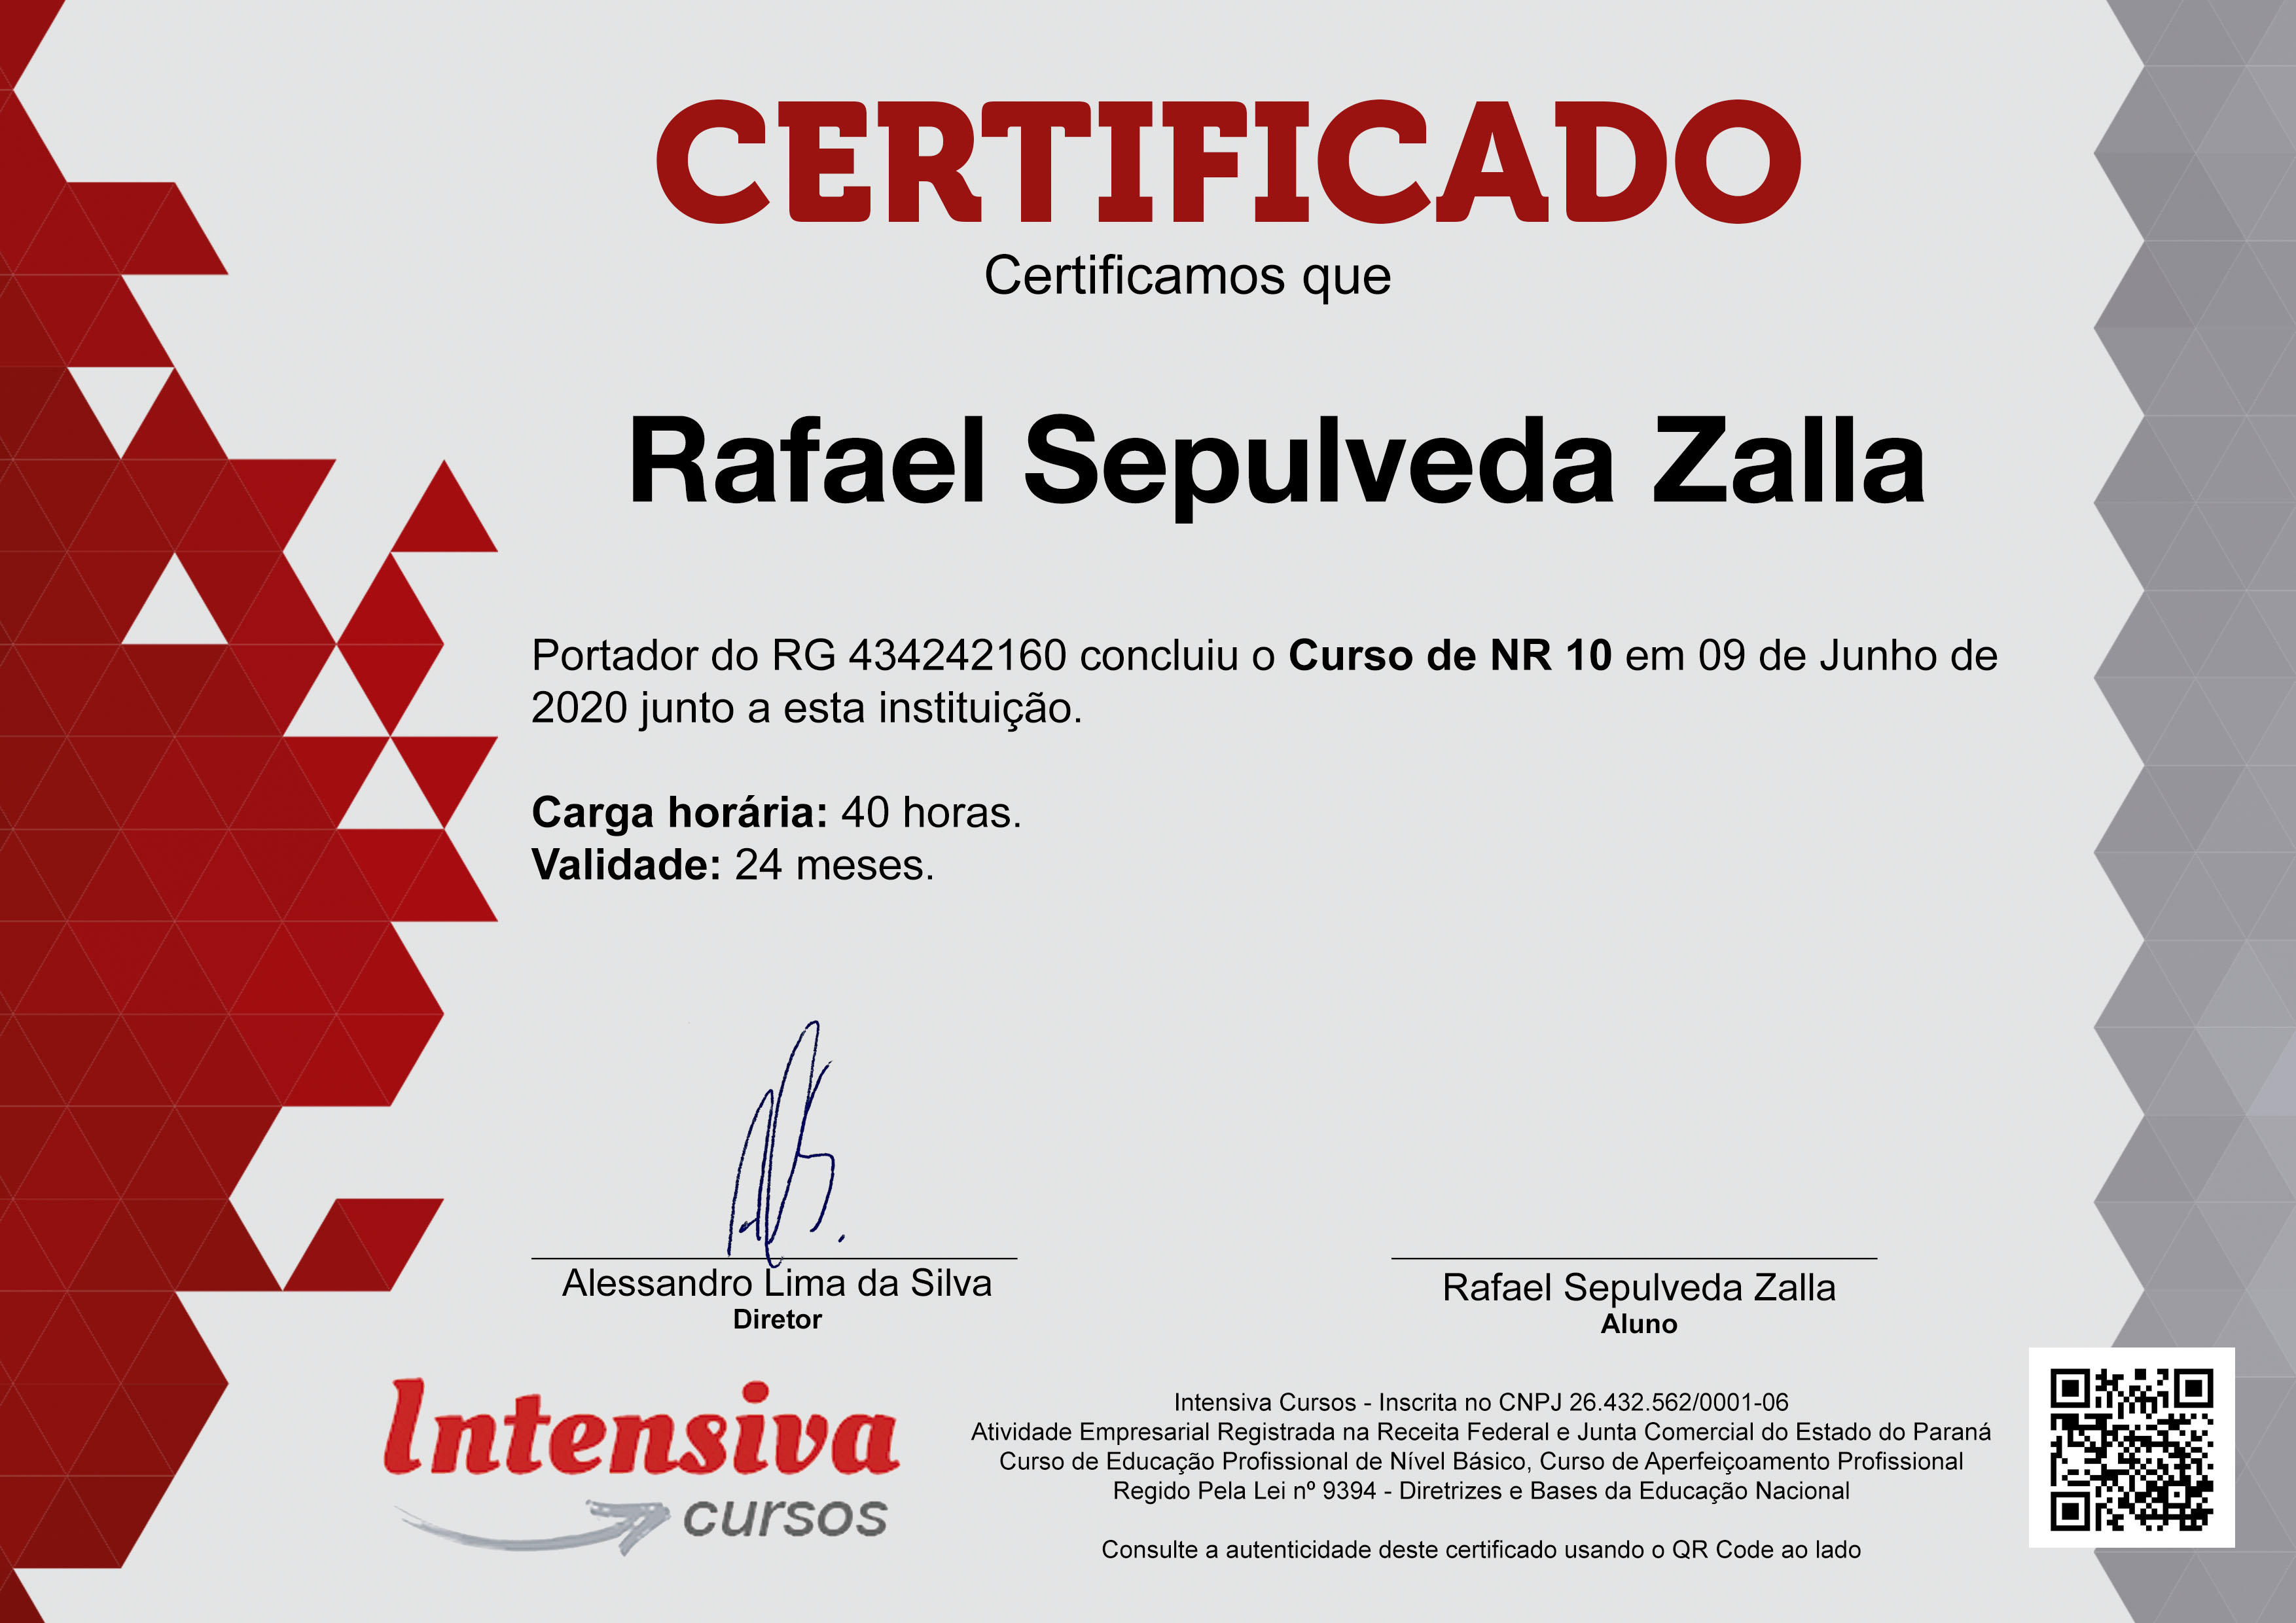 CERTIFICADO
Certificamos que
Rafael Sepulveda Zalla
Portador do RG 434242160 concluiu o Curso de NR 10 em 09 de Junho de
2020 junto a esta instituição.
Carga horária: 40 horas.
Validade: 24 meses.
Alessandro Lima da Silva
Diretor
Rafael Sepulveda Zalla
Aluno
Intensiva
cursos
Intensiva Cursos - Inscrita no CNPJ 26.432.562/0001-06
Atividade Empresarial Registrada na Receita Federal e Junta Comercial do Estado do Paraná
Curso de Educação Profissional de Nível Básico, Curso de Aperfeiçoamento Profissional
Regido Pela Lei nº 9394 - Diretrizes e Bases da Educação Nacional
Consulte a autenticidade deste certificado usando o QR Code ao lado